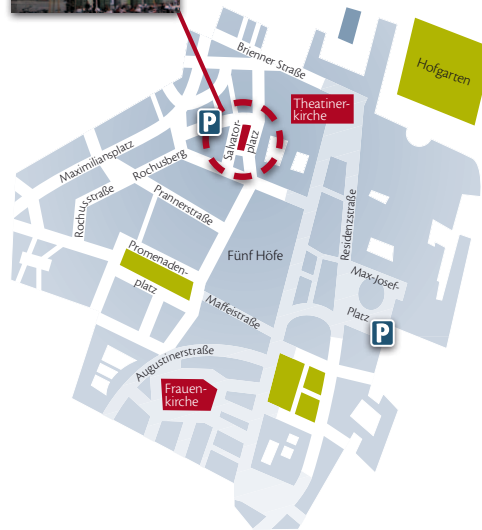 Brienner Straße
Hofgarten
Theatiner-
kirche
P
Salvator-
platz
Maximiliansplatz
Rochusberg
Rochusstraße
Prannerstraße
Residenzstraße
Fünf Höfe
Promenaden-
platz
Max-Josef-
Platz
P
Maffeistraße
Augustinerstraße
Frauen-
kirche